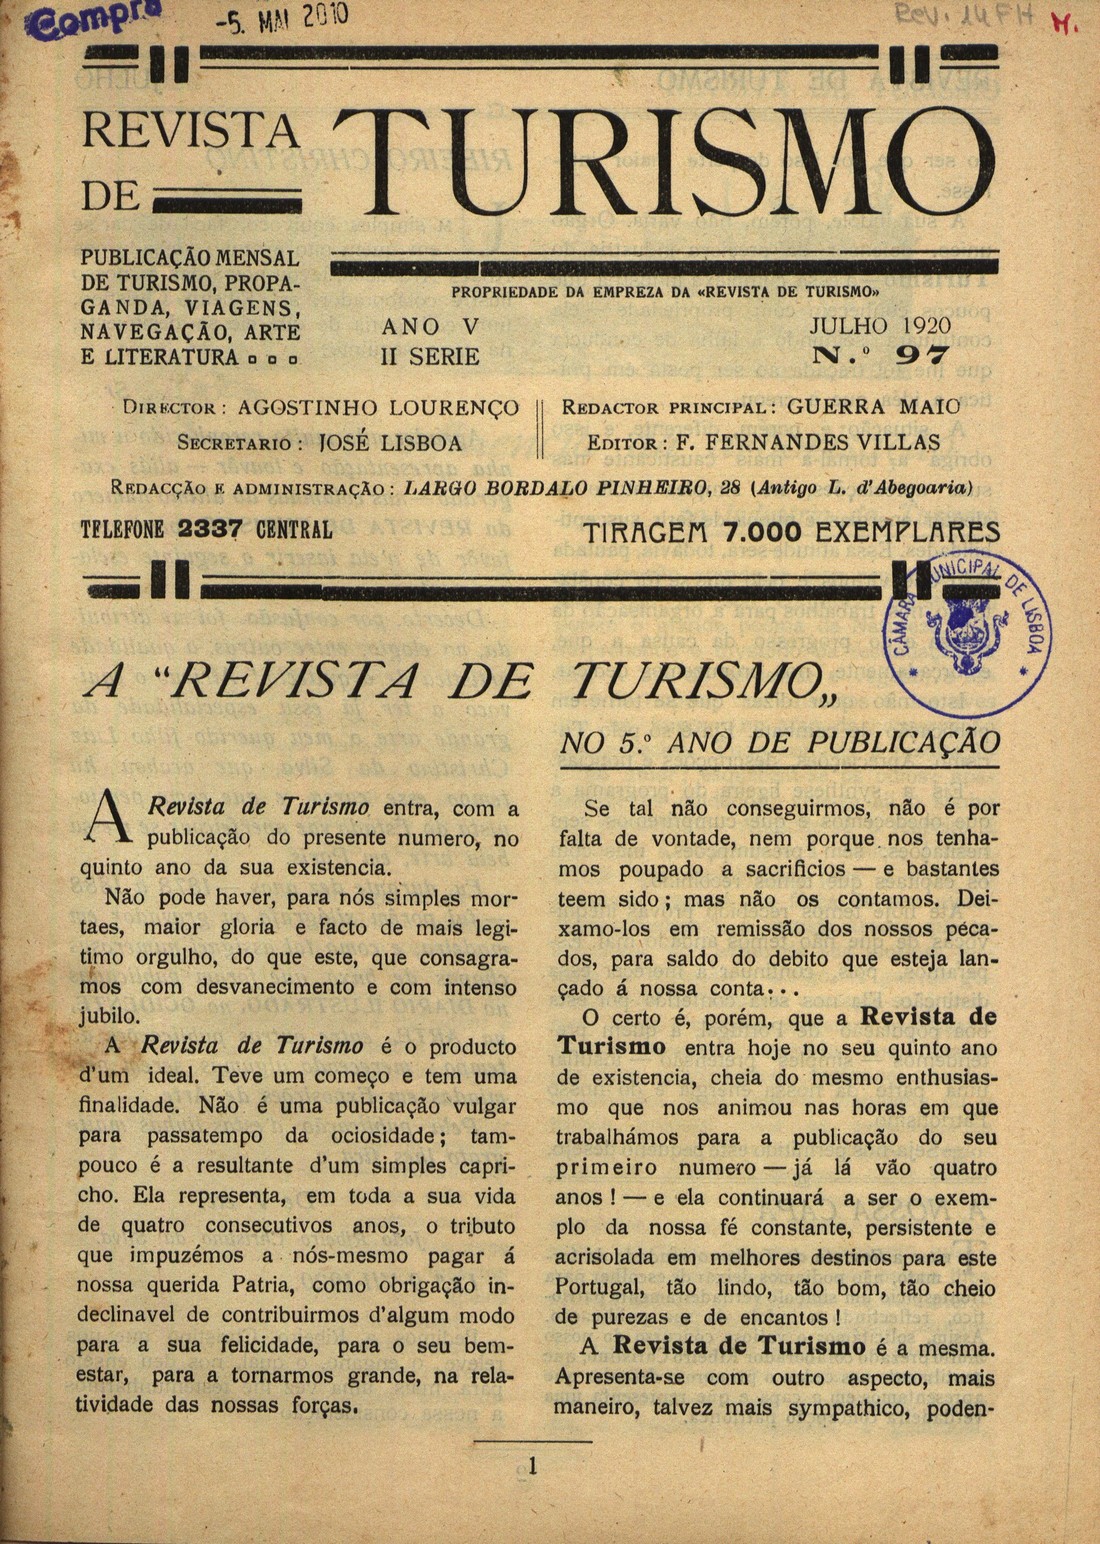 Compra
-5. MAI 2010
Rev. 14 FH
M.
REVISTA
DE
TURISMO
PUBLICAÇÃO MENSAL
DE TURISMO, PROPA-
GANDA, VIAGENS,
NAVEGAÇÃO, ARTE
E LITERATURA
PROPRIEDADE DA EMPREZA DA «REVISTA DE TURISMO»
ANO V
II SERIE
JULHO 1920
N.º 97
DIRECTOR: AGOSTINHO LOURENÇO
SECRETARIO: JOSÉ LISBOA
REDACTOR PRINCIPAL: GUERRA MAIO
EDITOR: F. FERNANDES VILLAS
REDACÇÃO E ADMINISTRAÇÃO: LARGO BORDALO PINHEIRO, 28 (Antigo L. d'Abegoaria)
TELEFONE 2337 CENTRAL
TIRAGEM 7.000 EXEMPLARES
CÂMARA MUNICIPAL DE LISBOA
A “REVISTA DE TURISMO„
NO 5.º ANO DE PUBLICAÇÃO
A Revista de Turismo entra, com a
publicação do presente numero, no
quinto ano da sua existencia.
Não pode haver, para nós simples mor-
taes, maior gloria e facto de mais legi-
timo orgulho, do que este, que consagra-
mos com desvanecimento e com intenso
jubilo.
A Revista de Turismo é o producto
d'um ideal. Teve um começo e tem uma
finalidade. Não é uma publicação vulgar
para passatempo da ociosidade; tam-
pouco é a resultante d'um simples capri-
cho. Ela representa, em toda a sua vida
de quatro consecutivos anos, o tributo
que impuzémos a nós-mesmo pagar á
nossa querida Patria, como obrigação in-
declinavel de contribuirmos d'algum modo
para a sua felicidade, para o seu bem-
estar, para a tornarmos grande, na rela-
tividade das nossas forças.
Se tal não conseguirmos, não é por
falta de vontade, nem porque nos tenha-
mos poupado a sacrificios — e bastantes
teem sido; mas não os contamos. Dei-
xamo-los em remissão dos nossos péca-
dos, para saldo do debito que esteja lan-
çado á nossa conta...
O certo é, porém, que a Revista de
Turismo entra hoje no seu quinto ano
de existencia, cheia do mesmo enthusias-
mo que nos animou nas horas em que
trabalhámos para a publicação do seu
primeiro numero — já lá vão quatro
anos! — e ela continuará a ser o exem-
plo da nossa fé constante, persistente e
acrisolada em melhores destinos para este
Portugal, tão lindo, tão bom, tão cheio
de purezas e de encantos!
A Revista de Turismo é a mesma.
Apresenta-se com outro aspecto, mais
maneiro, talvez mais sympathico, poden-
1